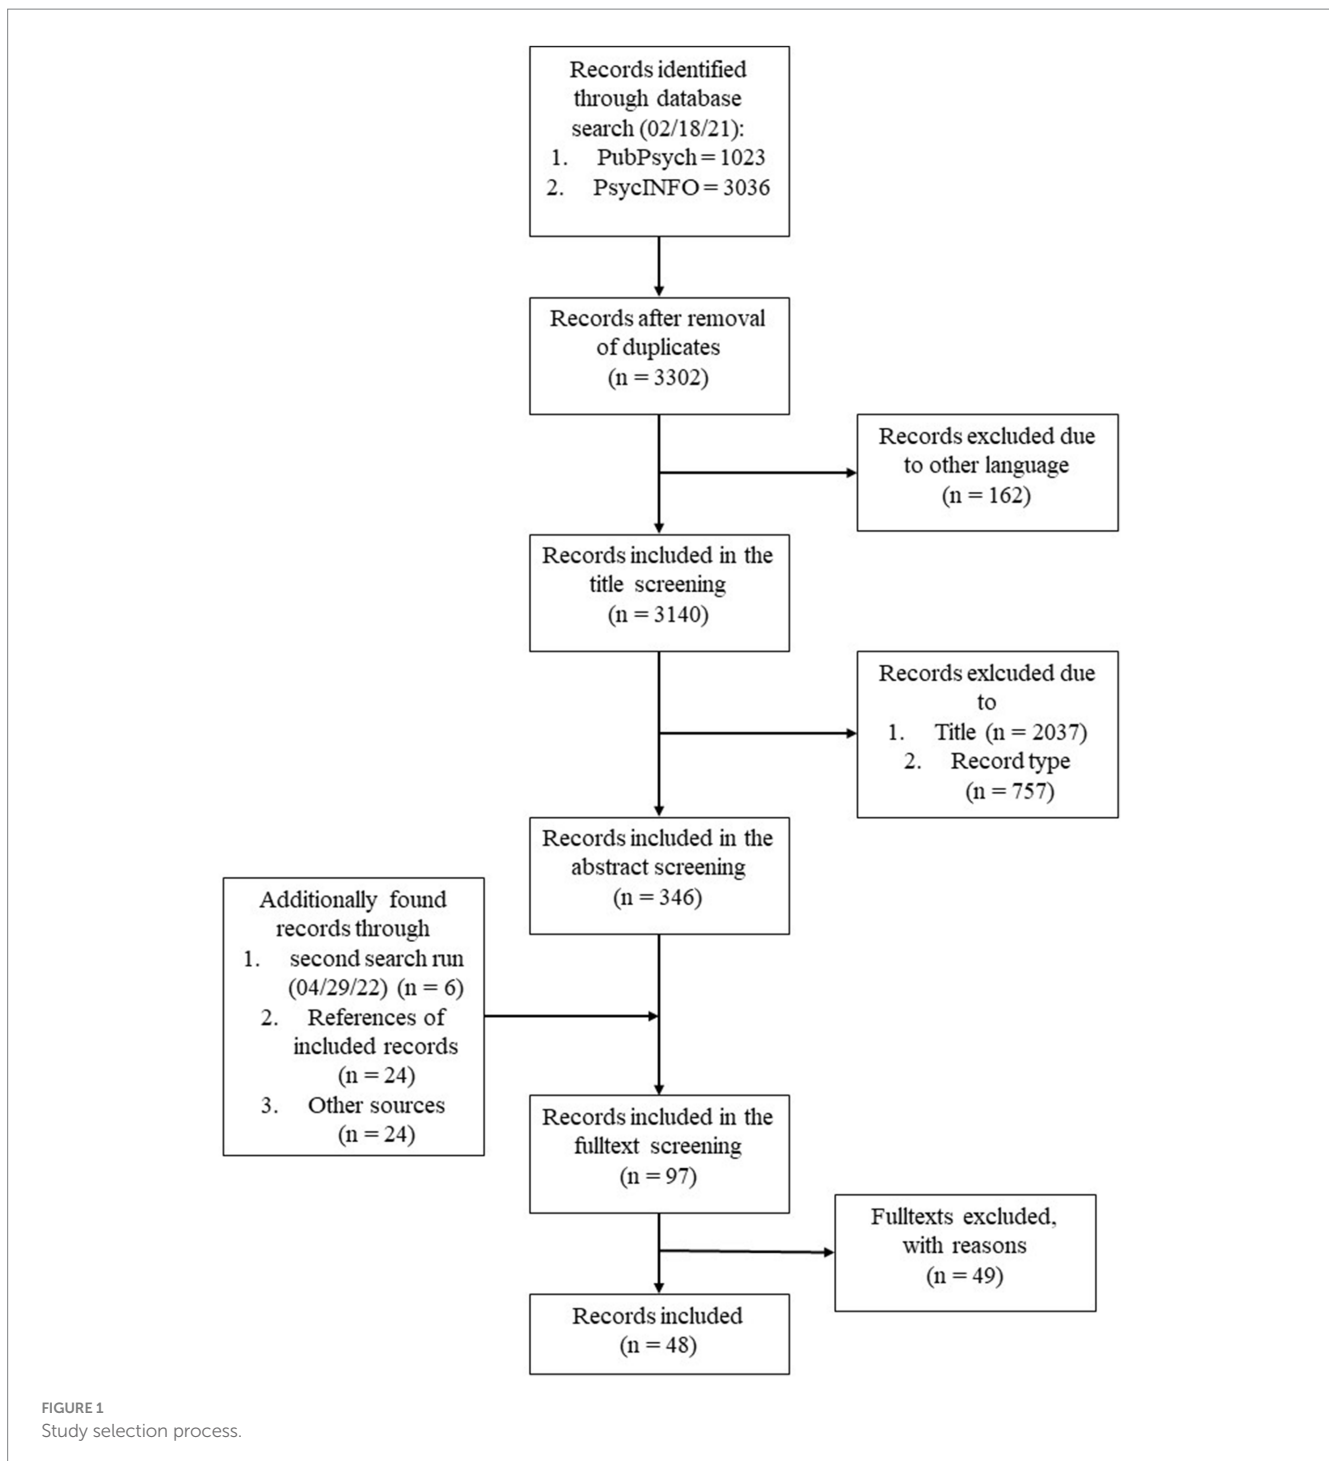 Records identified
through database
search (02/18/21):
1. PubPsych = 1023
2. PsycINFO = 3036
Records after removal
of duplicates
(n = 3302)
Records excluded due
to other language
(n = 162)
Records included in the
title screening
(n = 3140)
Records exlcuded due
to
1. Title (n = 2037)
2. Record type
(n = 757)
Records included in the
abstract screening
(n = 346)
Additionally found
records through
1. second search run
(04/29/22) (n = 6)
2. References of
included records
(n = 24)
3. Other sources
(n = 24)
Records included in the
fulltext screening
(n = 97)
Fulltexts excluded,
with reasons
(n = 49)
Records included
(n = 48)
FIGURE 1
Study selection process.